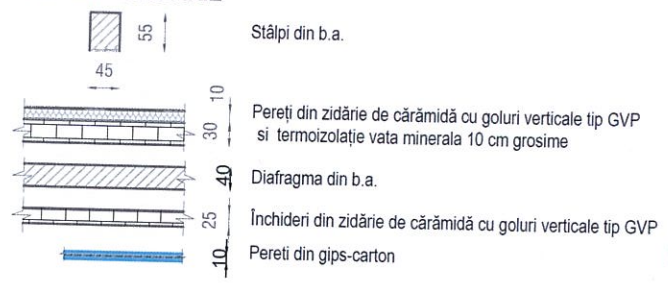 55
Stâlpi din b.a.
45
10
Pereți din zidărie de cărămidă cu goluri verticale tip GVP
30
si termoizolație vata minerala 10 cm grosime
40
Diafragma din b.a.
25
Închideri din zidărie de cărămidă cu goluri verticale tip GVP
10
Pereti din gips-carton